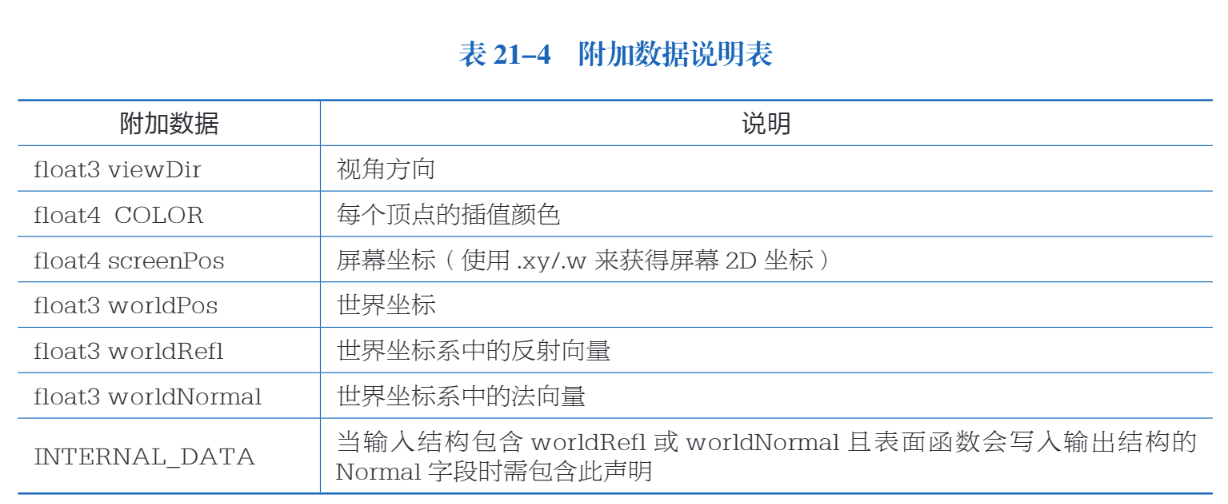 表 21–4 附加数据说明表
附加数据 说明
float3 viewDir 视角方向
float4 COLOR 每个顶点的插值颜色
float4 screenPos 屏幕坐标（使用 .xy/.w 来获得屏幕 2D 坐标）
float3 worldPos 世界坐标
float3 worldRefl 世界坐标系中的反射向量
float3 worldNormal 世界坐标系中的法向量
INTERNAL_DATA 当输入结构包含 worldRefl 或 worldNormal 且表面函数会写入输出结构的
Normal 字段时需包含此声明